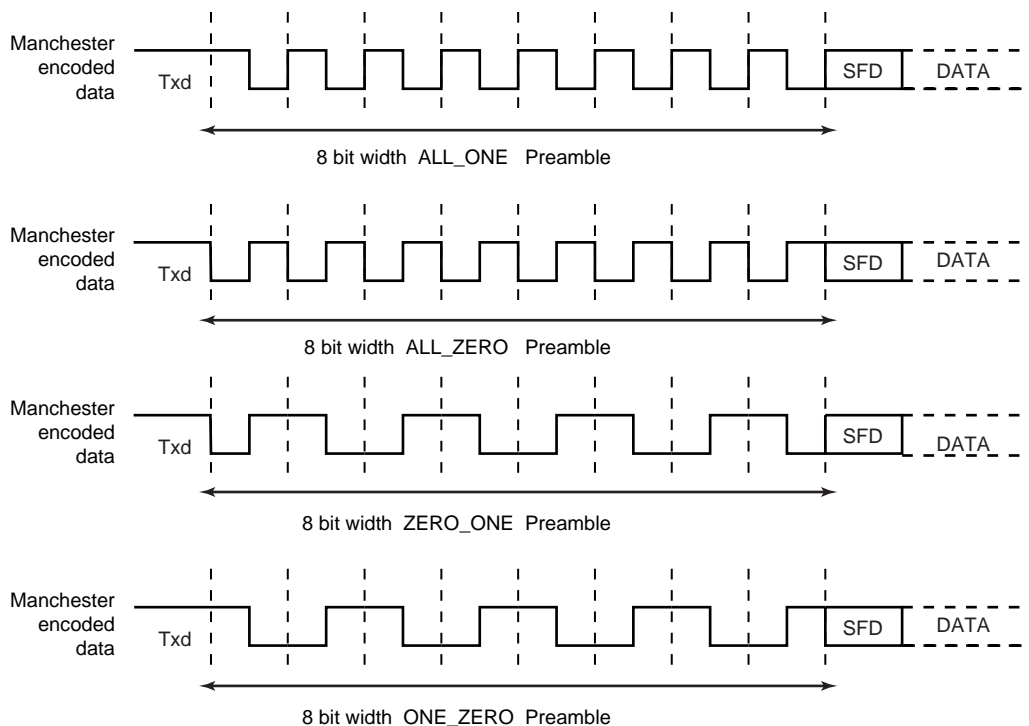 Manchester
encoded
data
Txd
SFD
DATA
8 bit width ALL_ONE Preamble
Manchester
encoded
data
Txd
SFD
DATA
8 bit width ALL_ZERO Preamble
Manchester
encoded
data
Txd
SFD
DATA
8 bit width ZERO_ONE Preamble
Manchester
encoded
data
Txd
SFD
DATA
8 bit width ONE_ZERO Preamble